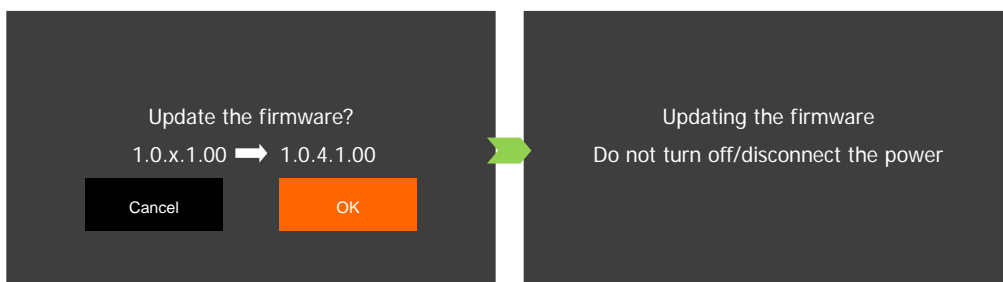 Update the firmware?
1.0.x.1.00 1.0.4.1.00
Cancel OK
Updating the firmware
Do not turn off/disconnect the power